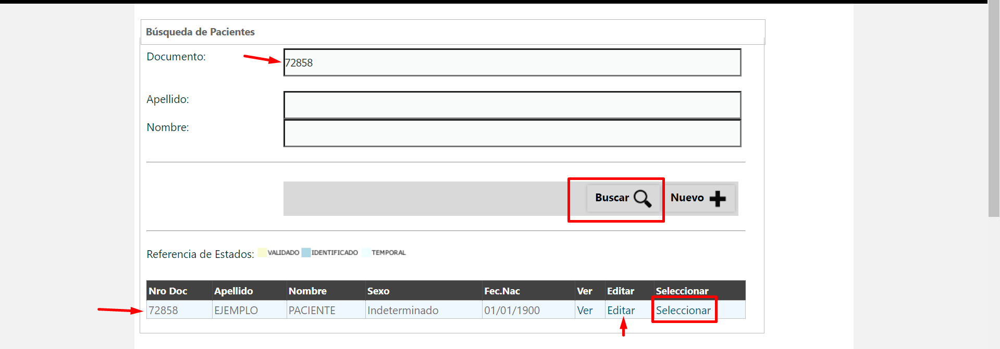 Búsqueda de Pacientes
Documento: 72858
Apellido:
Nombre:
Buscar Nuevo
Referencia de Estados: VALIDADO IDENTIFICADO TEMPORAL
Nro Doc Apellido Nombre Sexo Fec.Nac Ver Editar Seleccionar
72858 EJEMPLO PACIENTE Indeterminado 01/01/1900 Ver Editar Seleccionar